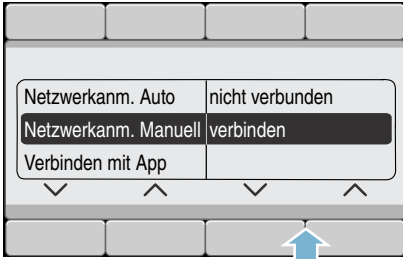 Netzwerkanm. Auto nicht verbunden
Netzwerkanm. Manuell verbinden
Verbinden mit App